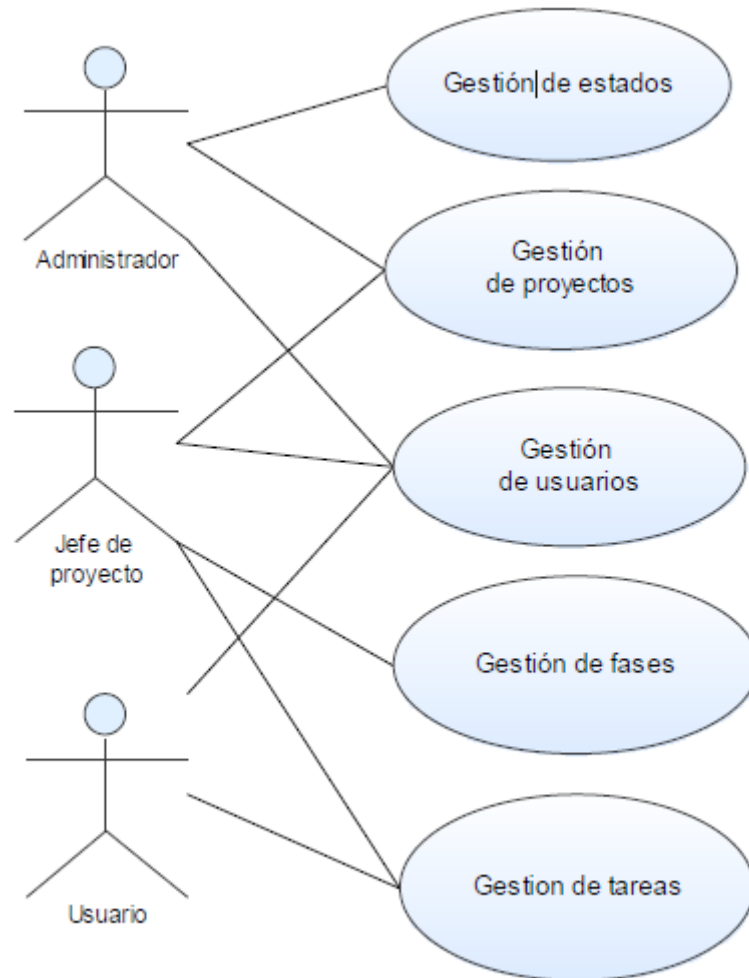 Gestión de estados
Administrador
Gestión
de proyectos
Jefe de
proyecto
Gestión
de usuarios
Gestión de fases
Usuario
Gestion de tareas